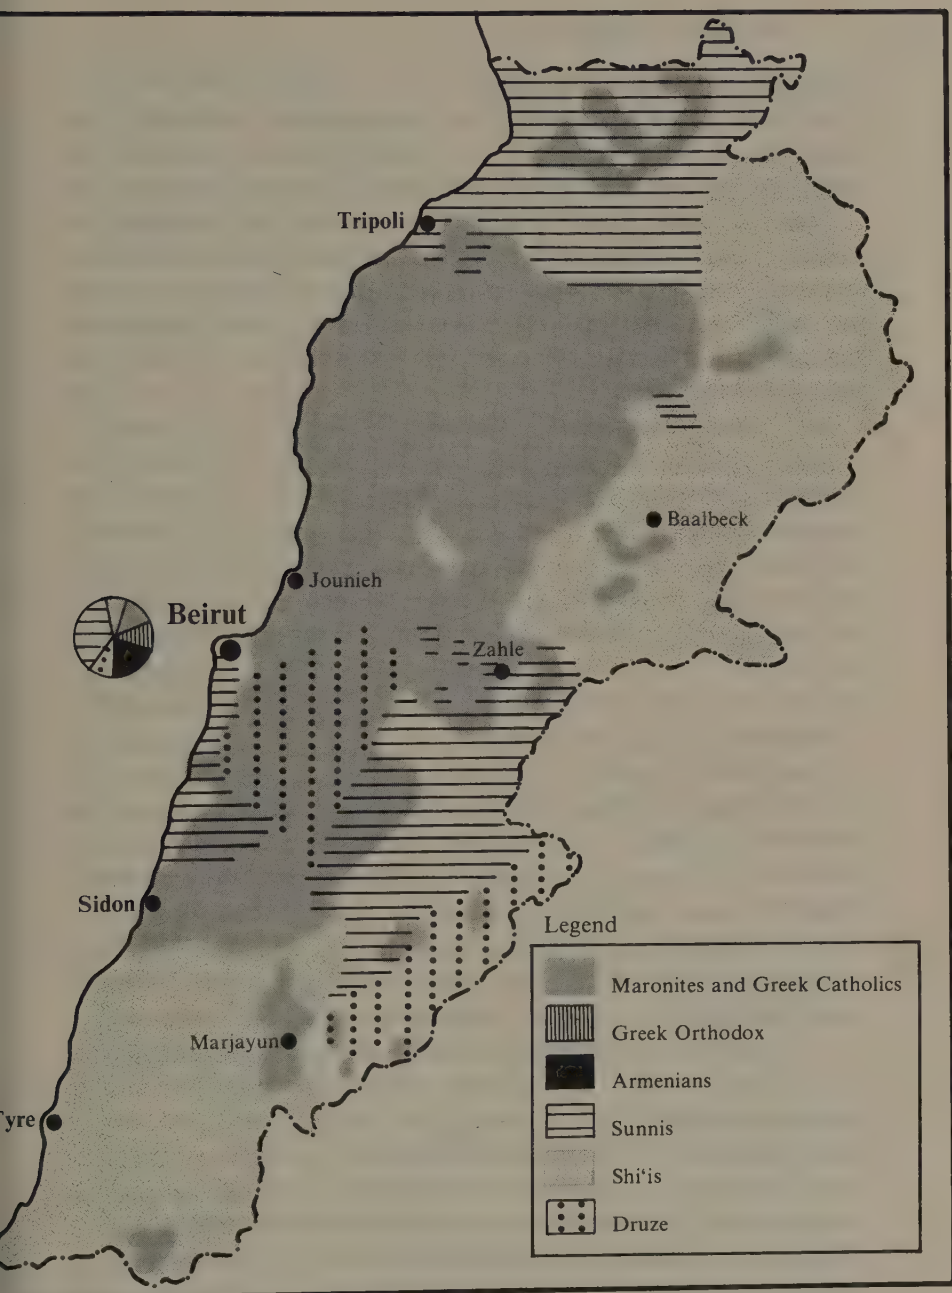 Tripoli
Baalbeck
Jounieh
Beirut
Zahle
Sidon
Legend
Maronites and Greek Catholics
Marjayun
Greek Orthodox
Armenians
Tyre
Sunnis
Shi‘is
Druze